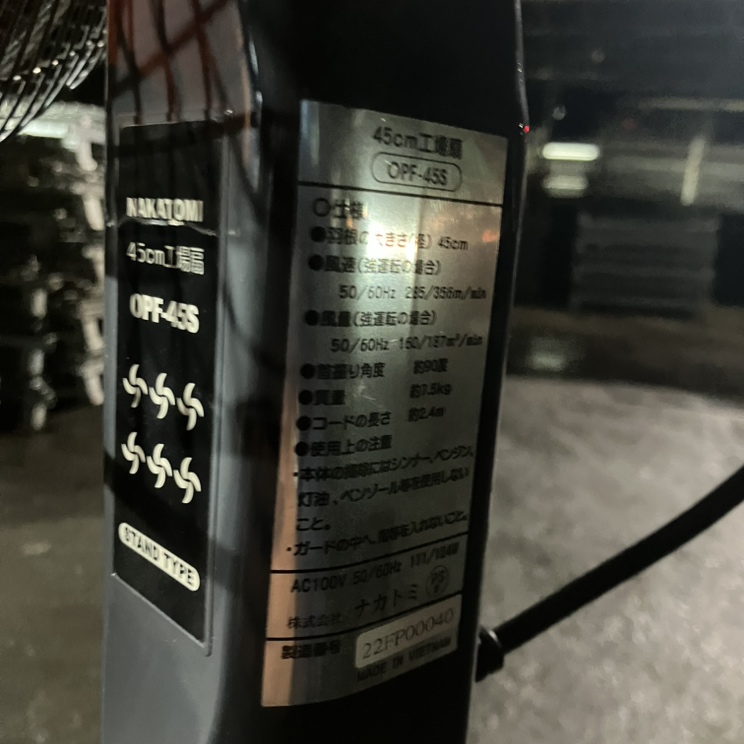 NAKATOMI
45cm工場扇
OPF-45S
STAND TYPE
45cm工場扇
OPF-45S
○仕様
●羽根の大きさ(径) 45cm
●風速(強運転の場合)
50/60Hz 285/356m/min
●風量(強運転の場合)
50/60Hz 160/187m³/min
●首振り角度 約90度
●質量 約7.5kg
●コードの長さ 約2.4m
●使用上の注意
・本体の掃除にはシンナー、ベンジン、
灯油、ベンゾール等を使用しない
こと。
・ガードの中へ、指等を入れないこと。
AC100V 50/60Hz 111/104W
PS
E
株式会社 ナカトミ
製造番号 22FP00040
MADE IN VIETNAM